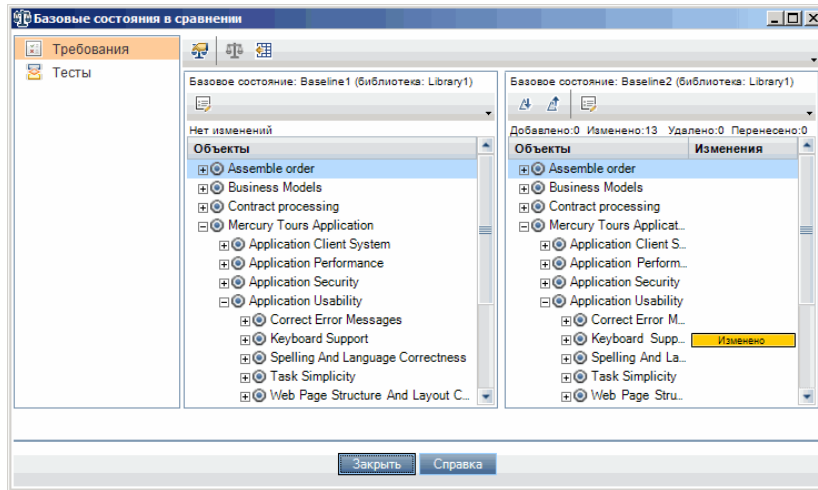 Базовые состояния в сравнении
Требования
Тесты
Базовое состояние: Baseline1 (библиотека: Library1)
Нет изменений
Объекты
Assemble order
Business Models
Contract processing
Mercury Tours Application
Application Client System
Application Performance
Application Security
Application Usability
Correct Error Messages
Keyboard Support
Spelling And Language Correctness
Task Simplicity
Web Page Structure And Layout C...
Базовое состояние: Baseline2 (библиотека: Library1)
Добавлено:0 Изменено:13 Удалено:0 Перенесено:0
Объекты Изменения
Assemble order
Business Models
Contract processing
Mercury Tours Applicat...
Application Client S...
Application Perform...
Application Security
Application Usability
Correct Error M...
Keyboard Supp... Изменено
Spelling And La...
Task Simplicity
Web Page Stru...
Закрыть Справка